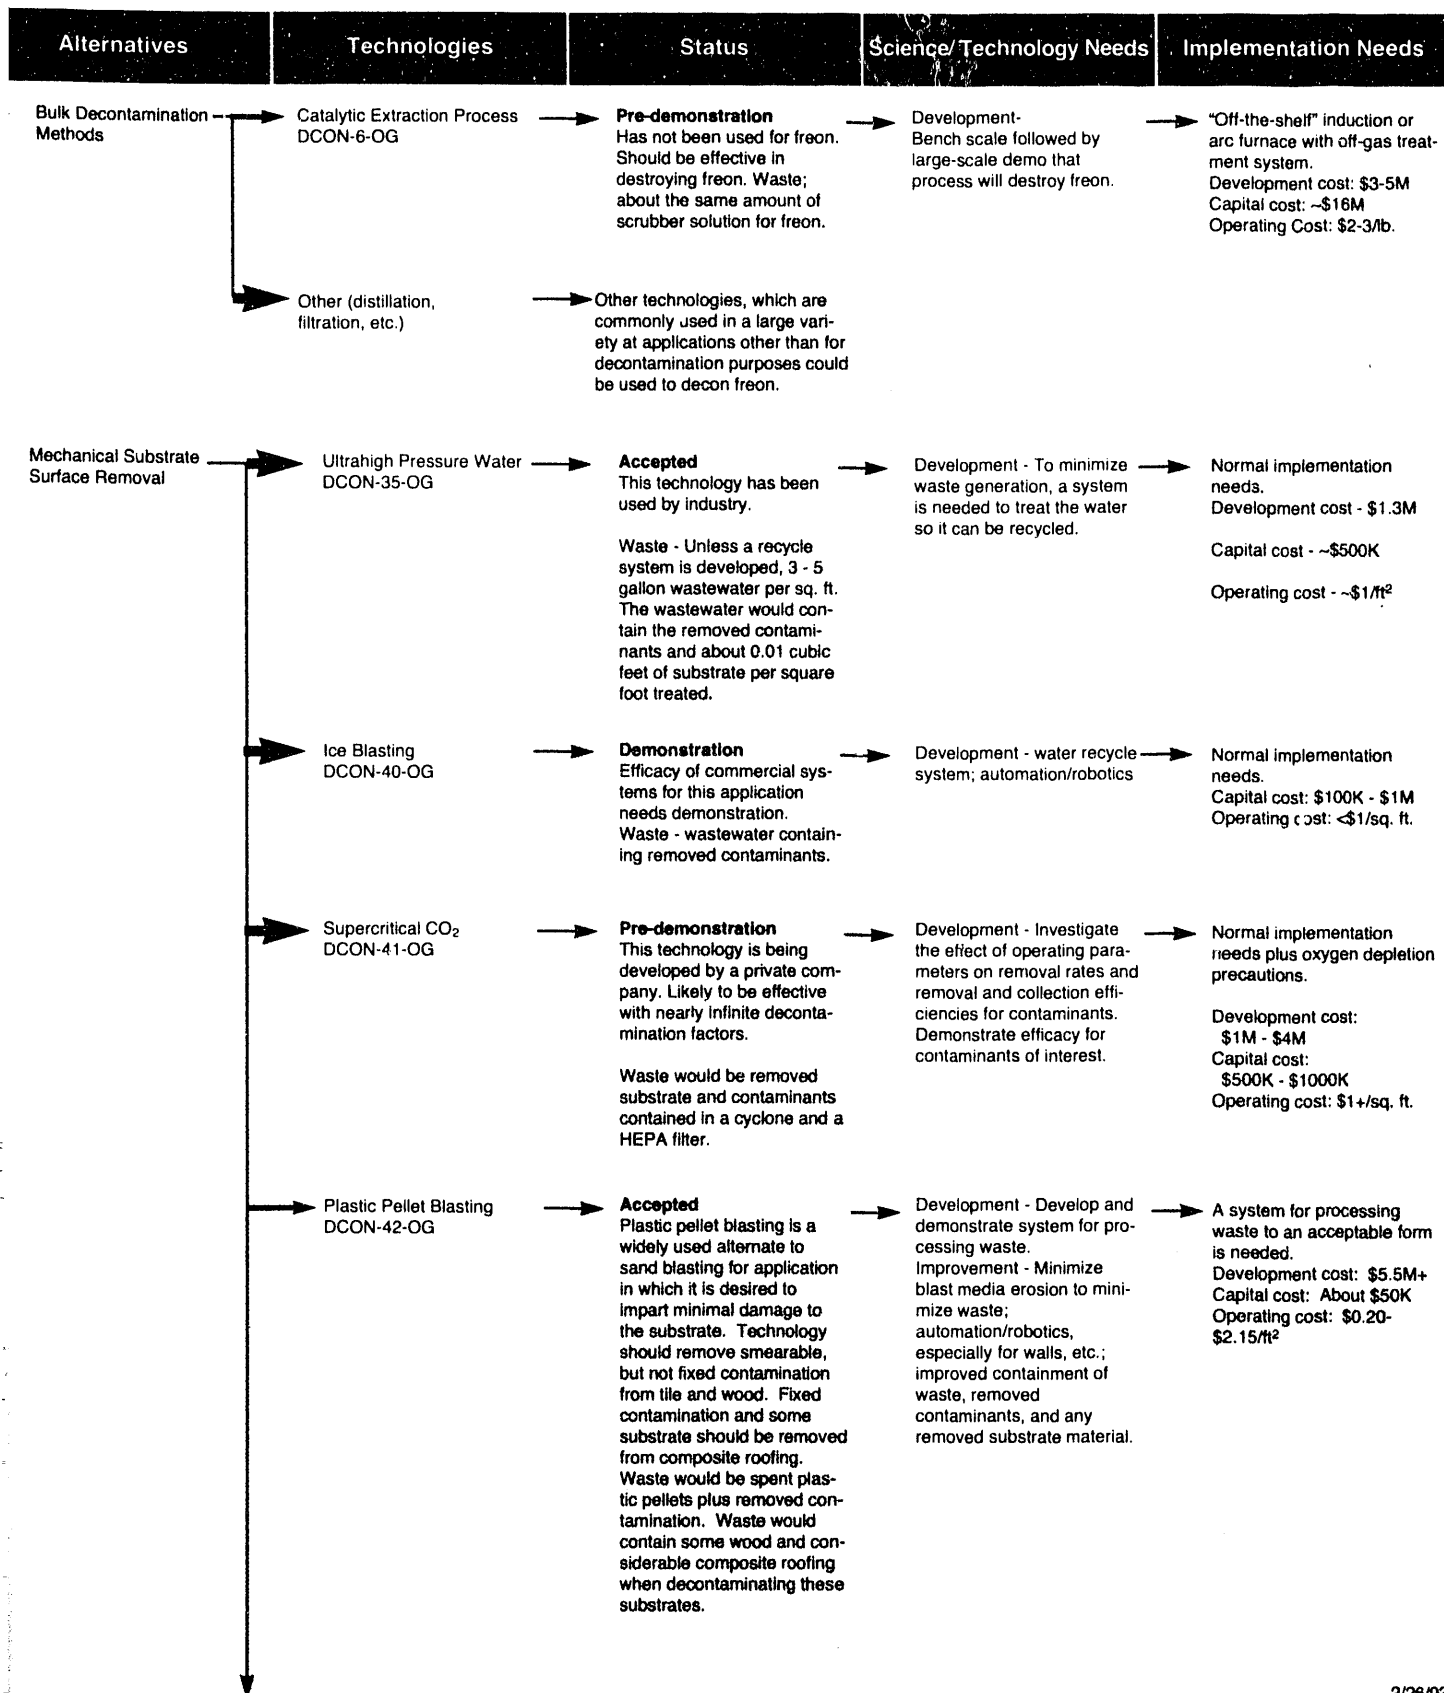 Alternatives
Technologies
Status
Science/Technology Needs
Implementation Needs
Bulk Decontamination
Methods
Catalytic Extraction Process
DCON-6-OG
Pre-demonstration
Has not been used for freon.
Should be effective in
destroying freon. Waste;
about the same amount of
scrubber solution for freon.
Development-
Bench scale followed by
large-scale demo that
process will destroy freon.
"Off-the-shelf" induction or
arc furnace with off-gas treat-
ment system.
Development cost: $3-5M
Capital cost: ~$16M
Operating Cost: $2-3/lb.
Other (distillation,
filtration, etc.)
Other technologies, which are
commonly used in a large vari-
ety at applications other than for
decontamination purposes could
be used to decon freon.
Mechanical Substrate
Surface Removal
Ultrahigh Pressure Water
DCON-35-OG
Accepted
This technology has been
used by industry.
Waste - Unless a recycle
system is developed, 3 - 5
gallon wastewater per sq. ft.
The wastewater would con-
tain the removed contami-
nants and about 0.01 cubic
feet of substrate per square
foot treated.
Development - To minimize
waste generation, a system
is needed to treat the water
so it can be recycled.
Normal implementation
needs.
Development cost - $1.3M
Capital cost - ~$500K
Operating cost - ~$1/ft²
Ice Blasting
DCON-40-OG
Demonstration
Efficacy of commercial sys-
tems for this application
needs demonstration.
Waste - wastewater contain-
ing removed contaminants.
Development - water recycle
system; automation/robotics
Normal implementation
needs.
Capital cost: $100K - $1M
Operating cost: <$1/sq. ft.
Supercritical CO₂
DCON-41-OG
Pre-demonstration
This technology is being
developed by a private com-
pany. Likely to be effective
with nearly infinite deconta-
mination factors.
Waste would be removed
substrate and contaminants
contained in a cyclone and a
HEPA filter.
Development - Investigate
the effect of operating para-
meters on removal rates and
removal and collection effi-
ciencies for contaminants.
Demonstrate efficacy for
contaminants of interest.
Normal implementation
needs plus oxygen depletion
precautions.
Development cost:
$1M - $4M
Capital cost:
$500K - $1000K
Operating cost: $1+/sq. ft.
Plastic Pellet Blasting
DCON-42-OG
Accepted
Plastic pellet blasting is a
widely used alternate to
sand blasting for application
in which it is desired to
impart minimal damage to
the substrate. Technology
should remove smearable,
but not fixed contamination
from tile and wood. Fixed
contamination and some
substrate should be removed
from composite roofing.
Waste would be spent plas-
tic pellets plus removed con-
tamination. Waste would
contain some wood and con-
siderable composite roofing
when decontaminating these
substrates.
Development - Develop and
demonstrate system for pro-
cessing waste.
Improvement - Minimize
blast media erosion to mini-
mize waste;
automation/robotics,
especially for walls, etc.;
improved containment of
waste, removed
contaminants, and any
removed substrate material.
A system for processing
waste to an acceptable form
is needed.
Development cost: $5.5M+
Capital cost: About $50K
Operating cost: $0.20-
$2.15/ft²